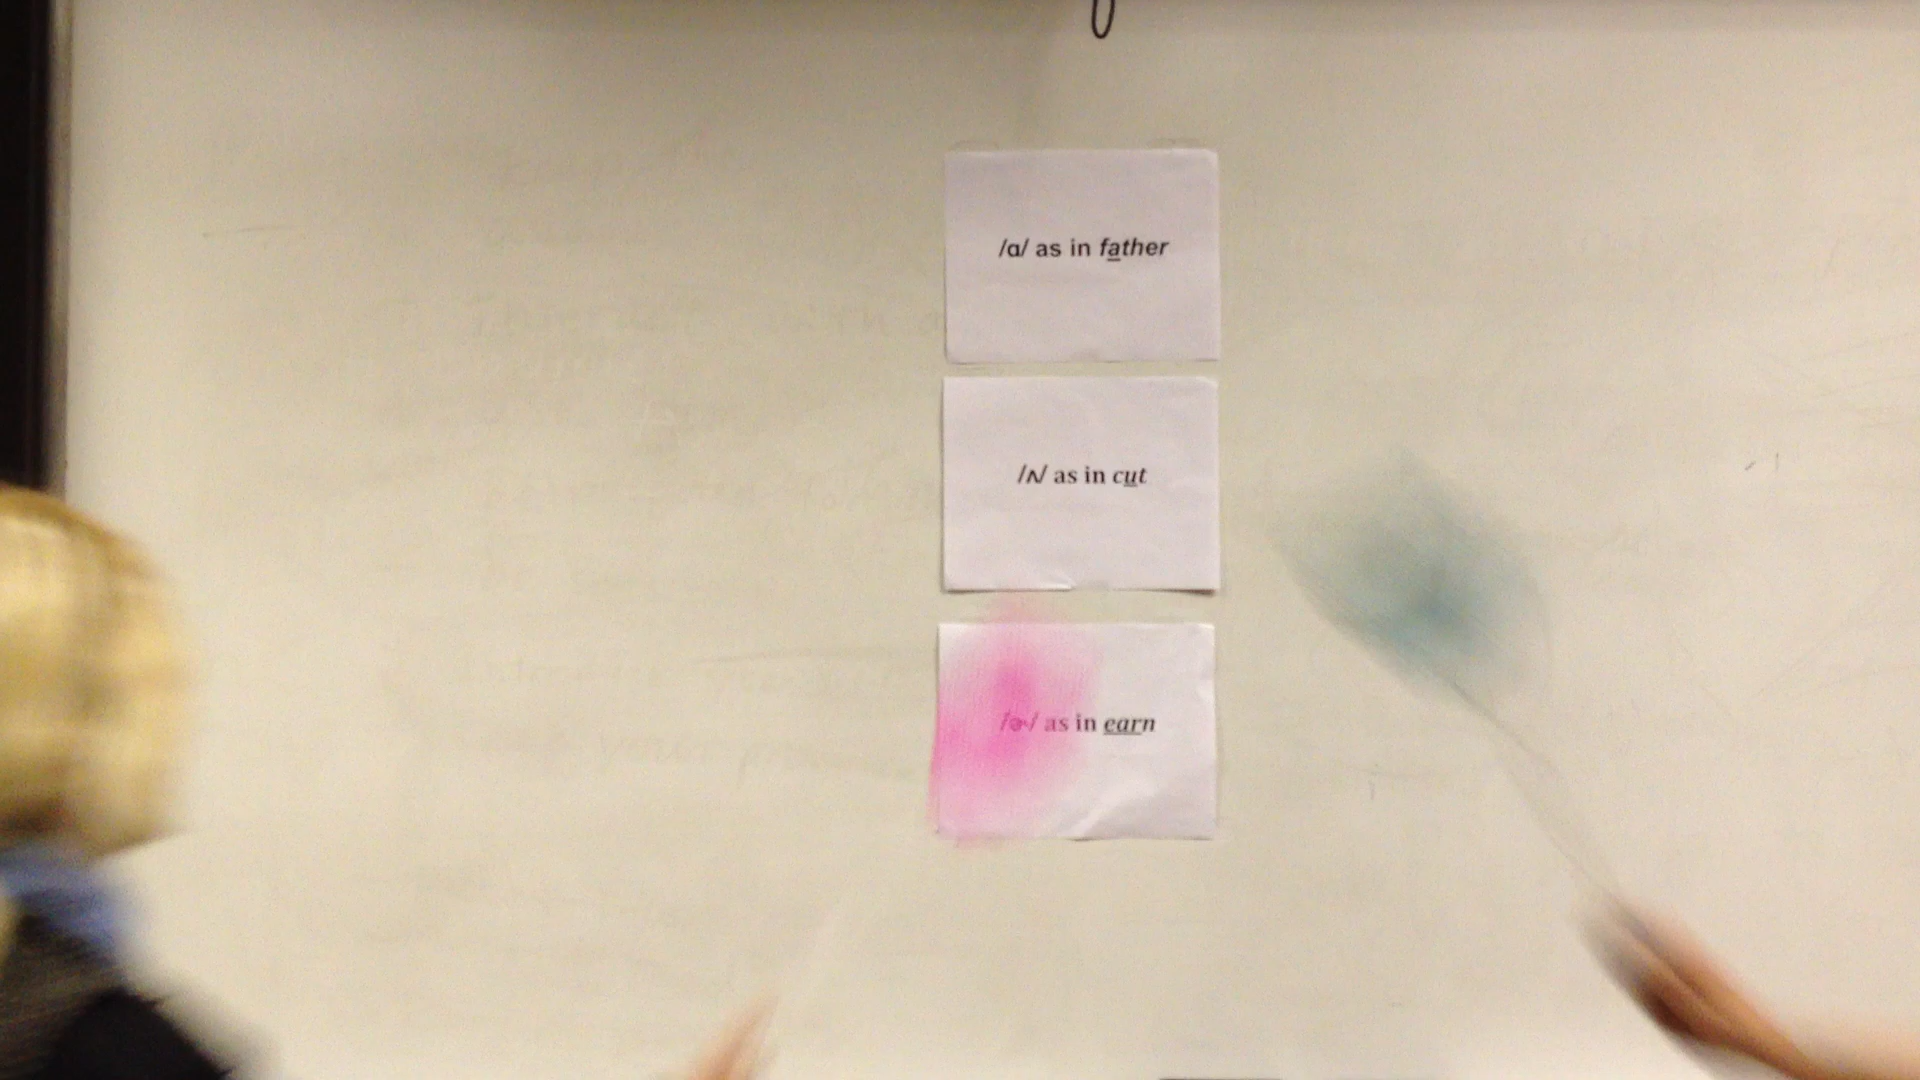 /ɑ/ as in father
/ʌ/ as in cut
/ɚ/ as in earn